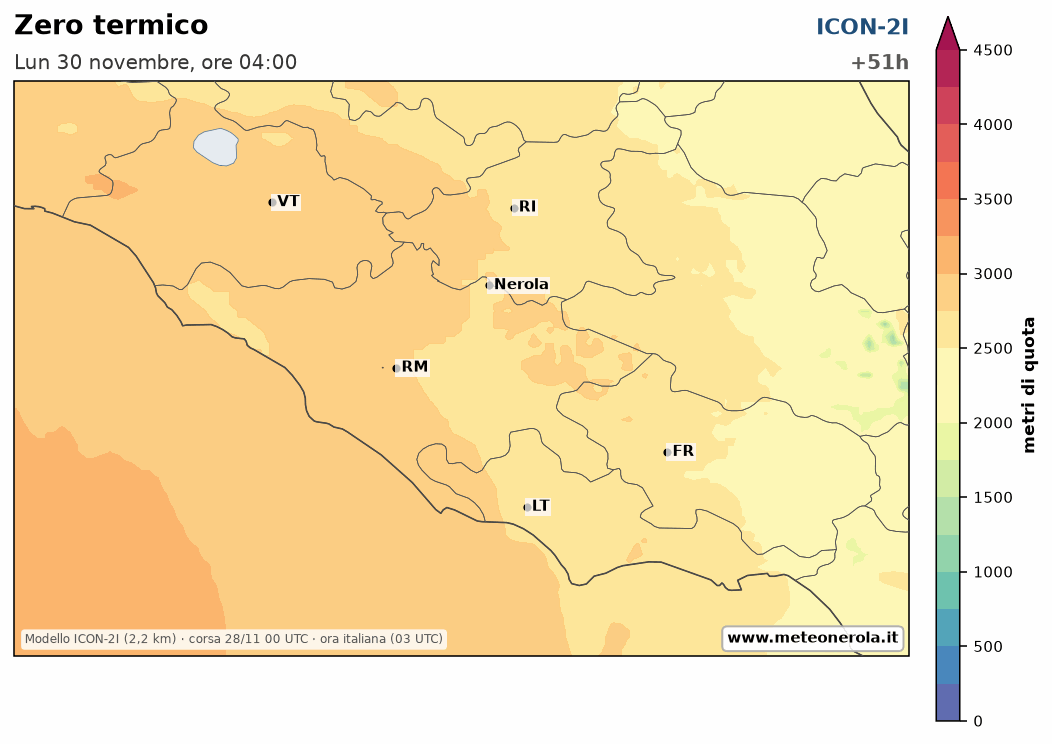 Zero termico
ICON-2I
Lun 30 novembre, ore 04:00
+51h
VT
RI
Nerola
RM
FR
LT
Modello ICON-2I (2,2 km) · corsa 28/11 00 UTC · ora italiana (03 UTC)
www.meteonerola.it
4500
4000
3500
3000
2500
2000
1500
1000
500
0
metri di quota